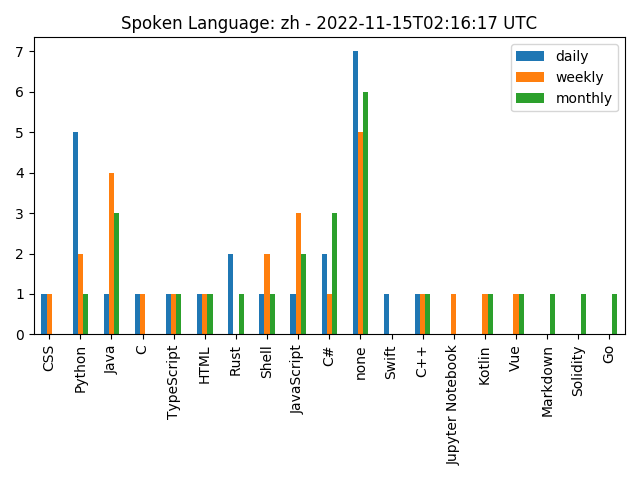 Spoken Language: zh - 2022-11-15T02:16:17 UTC
daily
weekly
monthly
7
6
5
4
3
2
1
0
CSS
Python
Java
C
TypeScript
HTML
Rust
Shell
JavaScript
C#
none
Swift
C++
Jupyter Notebook
Kotlin
Vue
Markdown
Solidity
Go